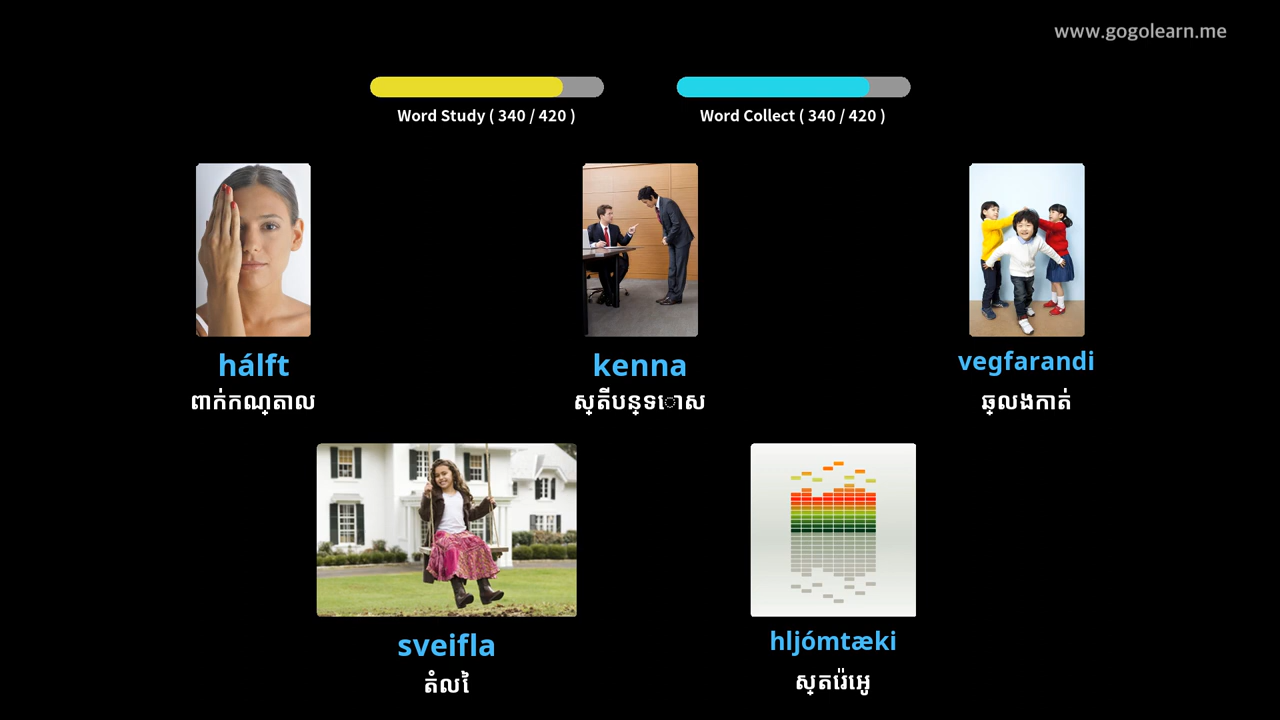 www.gogolearn.me
Word Study ( 340 / 420 )
Word Collect ( 340 / 420 )
hálft
kenna
vegfarandi
ពាក់កណ្តាល
ស្តីបន្ទោស
ឆ្លងកាត់
sveifla
hljómtæki
តំលៃ
ស្តេរ៉េអូ